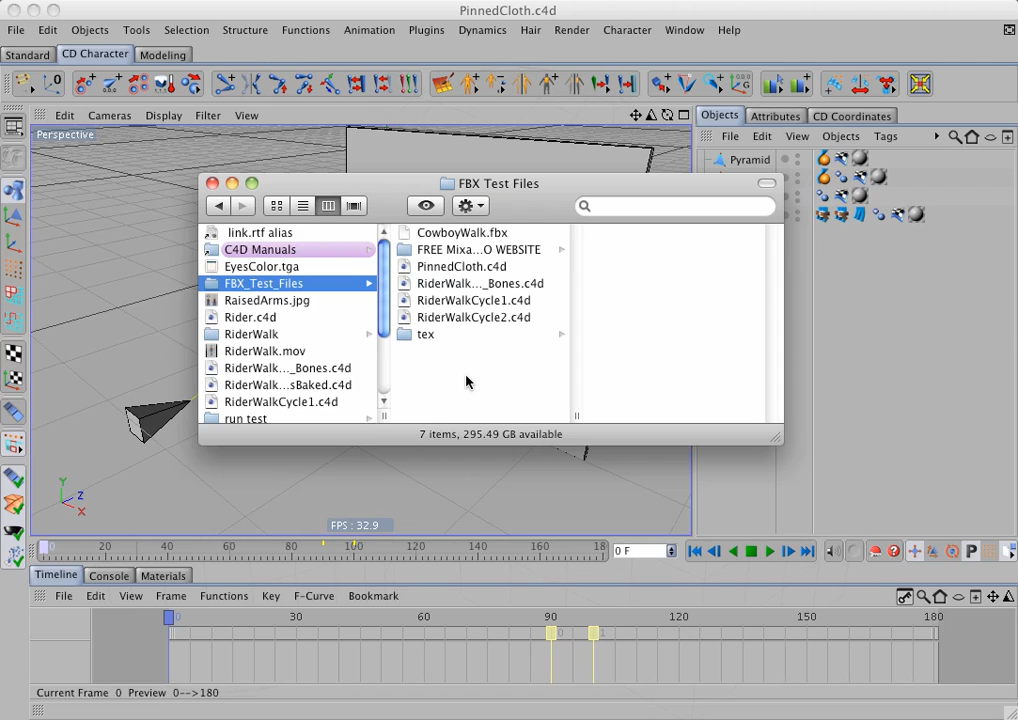 PinnedCloth.c4d
File Edit Objects Tools Selection Structure Functions Animation Plugins Dynamics Hair Render Character Window Help
Standard CD Character Modeling
Edit Cameras Display Filter View
Perspective
Objects Attributes CD Coordinates
File Edit View Objects Tags
Pyramid
FBX Test Files
link.rtf alias
C4D Manuals
EyesColor.tga
FBX_Test_Files
RaisedArms.jpg
Rider.c4d
RiderWalk
RiderWalk.mov
RiderWalk..._Bones.c4d
RiderWalk...sBaked.c4d
RiderWalkCycle1.c4d
run test
CowboyWalk.fbx
FREE Mixa...O WEBSITE
PinnedCloth.c4d
RiderWalk..._Bones.c4d
RiderWalkCycle1.c4d
RiderWalkCycle2.c4d
tex
7 items, 295.49 GB available
Y Z X
FPS : 32.9
0 20 40 60 80 100 120 140 160 18
0 F
P
Timeline Console Materials
File Edit View Frame Functions Key F-Curve Bookmark
0 30 60 90 120 150 180
Current Frame 0 Preview 0-->180